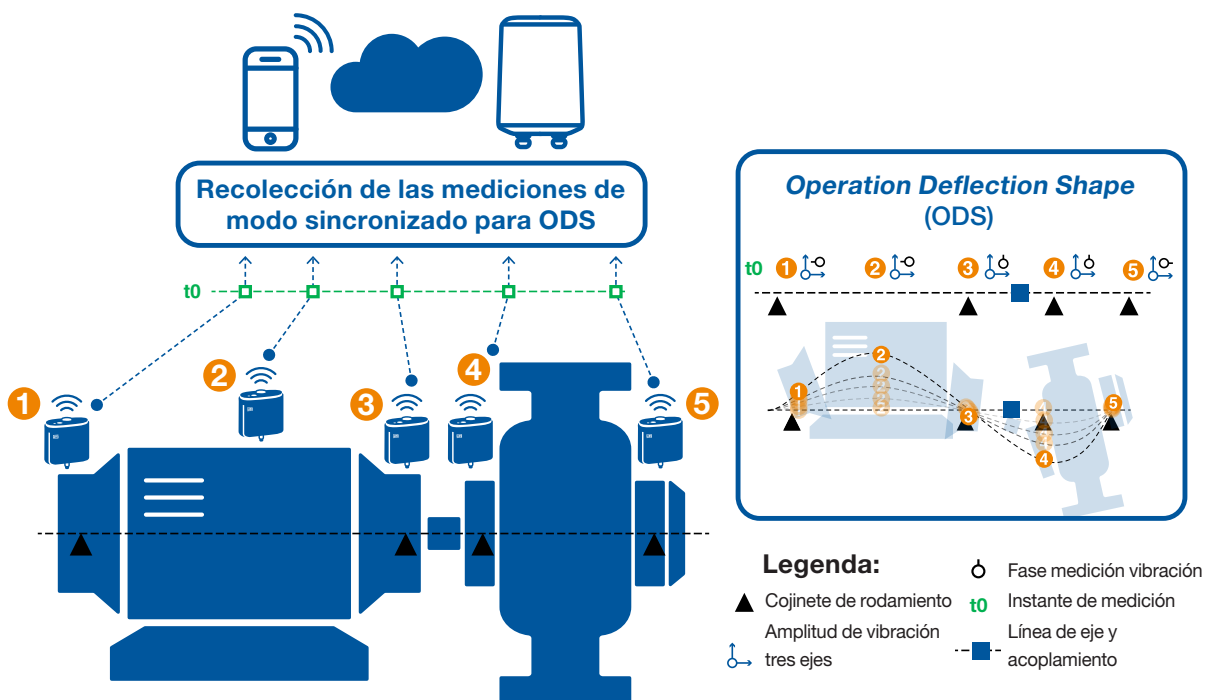 Recolección de las mediciones de
modo sincronizado para ODS
t0
1
2
3
4
5
Operation Deflection Shape
(ODS)
t0 1 2 3 4 5
1
2
3
4
5
Legenda:
Cojinete de rodamiento
Amplitud de vibración
tres ejes
Fase medición vibración
t0 Instante de medición
Línea de eje y
acoplamiento